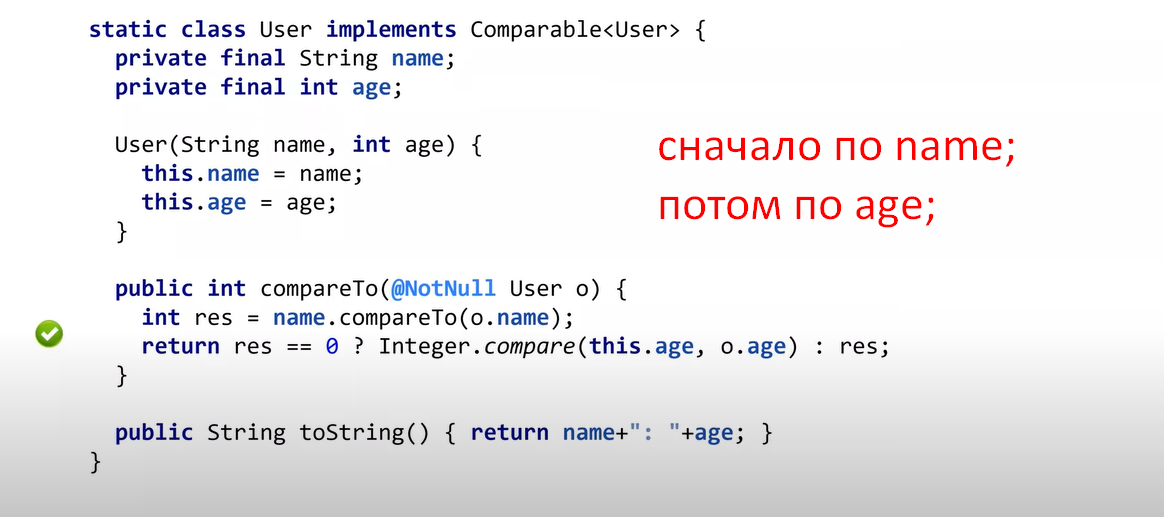 static class User implements Comparable<User> {
private final String name;
private final int age;
User(String name, int age) {
this.name = name;
this.age = age;
}
сначало по name;
потом по age;
public int compareTo(@NotNull User o) {
int res = name.compareTo(o.name);
return res == 0 ? Integer.compare(this.age, o.age) : res;
}
public String toString() { return name+": "+age; }
}